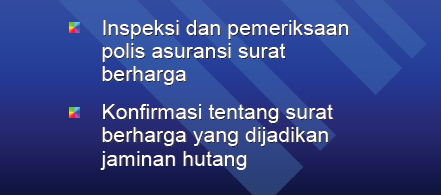 Inspeksi dan pemeriksaan
polis asuransi surat
berharga
Konfirmasi tentang surat
berharga yang dijadikan
jaminan hutang